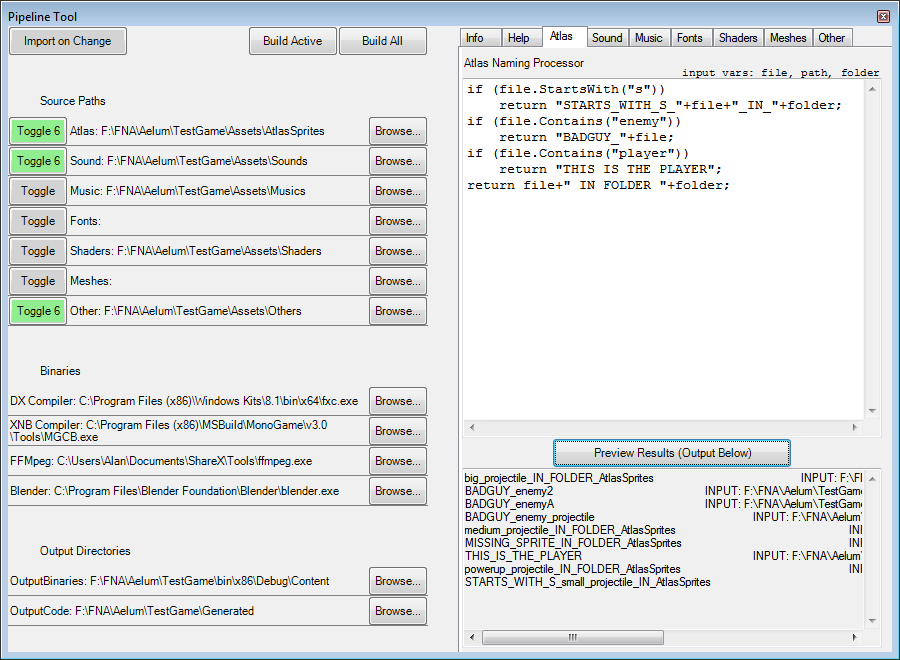 Pipeline Tool
Import on Change Build Active Build All
Source Paths
Toggle 6 Atlas: F:\FNA\Aelum\TestGame\Assets\AtlasSprites Browse...
Toggle 6 Sound: F:\FNA\Aelum\TestGame\Assets\Sounds Browse...
Toggle Music: F:\FNA\Aelum\TestGame\Assets\Musics Browse...
Toggle Fonts: Browse...
Toggle Shaders: F:\FNA\Aelum\TestGame\Assets\Shaders Browse...
Toggle Meshes: Browse...
Toggle 6 Other: F:\FNA\Aelum\TestGame\Assets\Others Browse...
Binaries
DX Compiler: C:\Program Files (x86)\Windows Kits\8.1\bin\x64\fxc.exe Browse...
XNB Compiler: C:\Program Files (x86)\MSBuild\MonoGame\v3.0
\Tools\MGCB.exe Browse...
FFMpeg: C:\Users\Alan\Documents\ShareX\Tools\ffmpeg.exe Browse...
Blender: C:\Program Files\Blender Foundation\Blender\blender.exe Browse...
Output Directories
OutputBinaries: F:\FNA\Aelum\TestGame\bin\x86\Debug\Content Browse...
OutputCode: F:\FNA\Aelum\TestGame\Generated Browse...
Info Help Atlas Sound Music Fonts Shaders Meshes Other
Atlas Naming Processor
input vars: file, path, folder
if (file.StartsWith("s"))
    return "STARTS_WITH_S_"+file+"_IN_"+folder;
if (file.Contains("enemy"))
    return "BADGUY_"+file;
if (file.Contains("player"))
    return "THIS IS THE PLAYER";
return file+" IN FOLDER "+folder;
Preview Results (Output Below)
big_projectile_IN_FOLDER_AtlasSprites INPUT: F:\FI
BADGUY_enemy2 INPUT: F:\FNA\Aelum\TestGam
BADGUY_enemyA INPUT: F:\FNA\Aelum\TestGam
BADGUY_enemy_projectile INPUT: F:\FNA\Aelum\
medium_projectile_IN_FOLDER_AtlasSprites INI
MISSING_SPRITE_IN_FOLDER_AtlasSprites INI
THIS_IS_THE_PLAYER INPUT: F:\FNA\Aelum\
powerup_projectile_IN_FOLDER_AtlasSprites INI
STARTS_WITH_S_small_projectile_IN_AtlasSprites